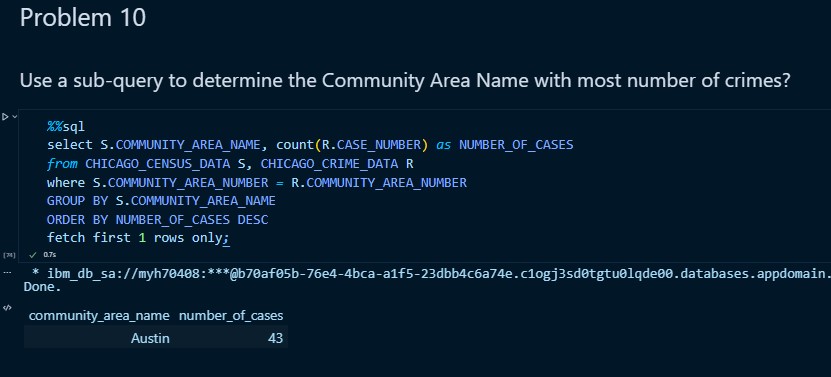 Problem 10
Use a sub-query to determine the Community Area Name with most number of crimes?
%%sql
select S.COMMUNITY_AREA_NAME, count(R.CASE_NUMBER) as NUMBER_OF_CASES
from CHICAGO_CENSUS_DATA S, CHICAGO_CRIME_DATA R
where S.COMMUNITY_AREA_NUMBER = R.COMMUNITY_AREA_NUMBER
GROUP BY S.COMMUNITY_AREA_NAME
ORDER BY NUMBER_OF_CASES DESC
fetch first 1 rows only;
[74] ✓ 0.7s
... * ibm_db_sa://myh70408:***@b70af05b-76e4-4bca-a1f5-23dbb4c6a74e.c1ogj3sd0tgtu0lqde00.databases.appdomain.
Done.
</> community_area_name number_of_cases
Austin 43